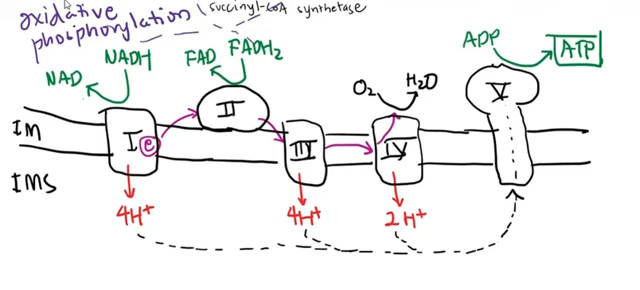 oxidative
phosphorylation
succinyl-CoA synthetase
NAD
NADH
FAD
FADH2
ADP
ATP
O2
H2O
I
e
II
III
IV
V
IM
IMS
4H+
4H+
2H+